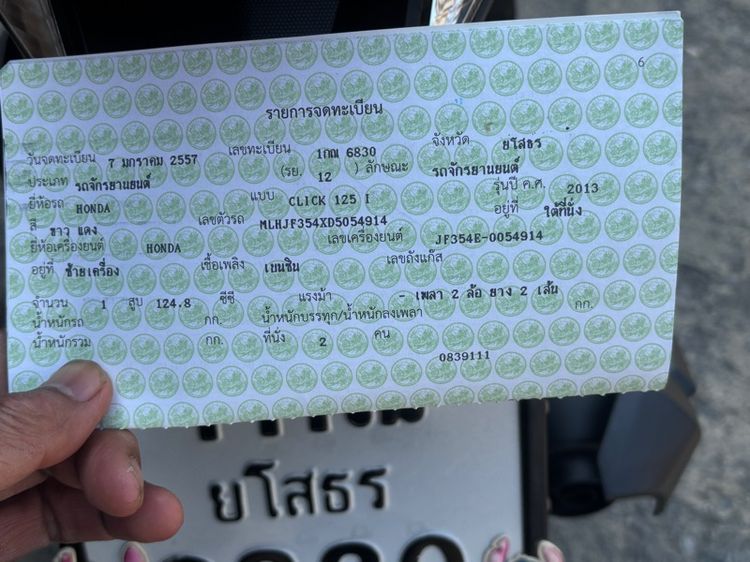 6
รายการจดทะเบียน
วันจดทะเบียน 7 มกราคม 2557 เลขทะเบียน 1กณ 6830 จังหวัด ยโสธร
ประเภท รถจักรยานยนต์ (รย. 12 ) ลักษณะ รถจักรยานยนต์
ยี่ห้อรถ HONDA แบบ CLICK 125 I รุ่นปี ค.ศ. 2013
สี ขาว แดง เลขตัวรถ MLHJF354XD5054914 อยู่ที่ ใต้ที่นั่ง
ยี่ห้อเครื่องยนต์ HONDA เลขเครื่องยนต์ JF354E-0054914
อยู่ที่ ซ้ายเครื่อง เชื้อเพลิง เบนซิน เลขถังแก๊ส
จำนวน 1 สูบ 124.8 ซีซี แรงม้า - เพลา 2 ล้อ ยาง 2 เส้น
น้ำหนักรถ กก. น้ำหนักบรรทุก/น้ำหนักลงเพลา กก.
น้ำหนักรวม กก. ที่นั่ง 2 คน
0839111
ยโสธร